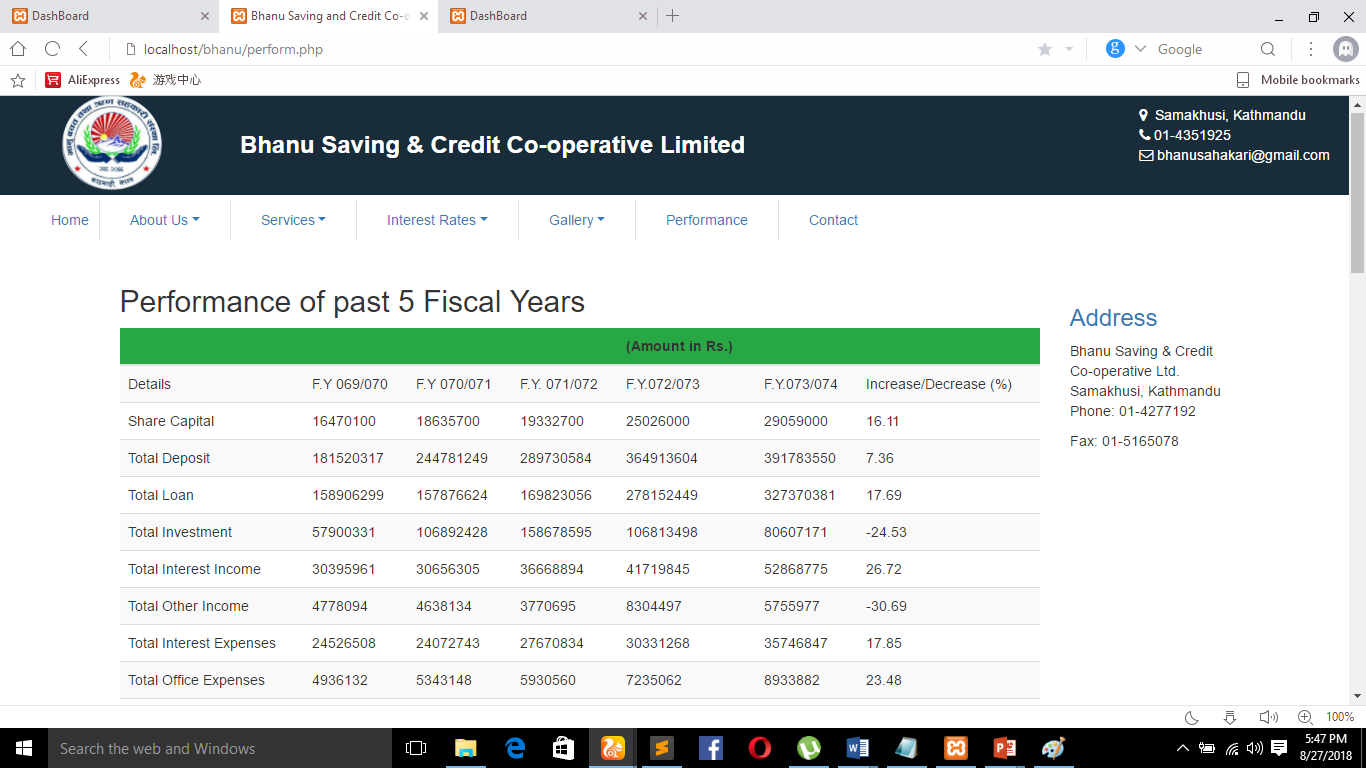 DashBoard
Bhanu Saving and Credit Co-o
DashBoard
localhost/bhanu/perform.php
Google
AliExpress
游戏中心
Mobile bookmarks
Bhanu Saving & Credit Co-operative Limited
Samakhusi, Kathmandu
01-4351925
bhanusahakari@gmail.com
Home About Us Services Interest Rates Gallery Performance Contact
Performance of past 5 Fiscal Years
(Amount in Rs.)
Details F.Y 069/070 F.Y 070/071 F.Y. 071/072 F.Y.072/073 F.Y.073/074 Increase/Decrease (%)
Share Capital 16470100 18635700 19332700 25026000 29059000 16.11
Total Deposit 181520317 244781249 289730584 364913604 391783550 7.36
Total Loan 158906299 157876624 169823056 278152449 327370381 17.69
Total Investment 57900331 106892428 158678595 106813498 80607171 -24.53
Total Interest Income 30395961 30656305 36668894 41719845 52868775 26.72
Total Other Income 4778094 4638134 3770695 8304497 5755977 -30.69
Total Interest Expenses 24526508 24072743 27670834 30331268 35746847 17.85
Total Office Expenses 4936132 5343148 5930560 7235062 8933882 23.48
Address
Bhanu Saving & Credit
Co-operative Ltd.
Samakhusi, Kathmandu
Phone: 01-4277192
Fax: 01-5165078
100%
Search the web and Windows
5:47 PM
8/27/2018